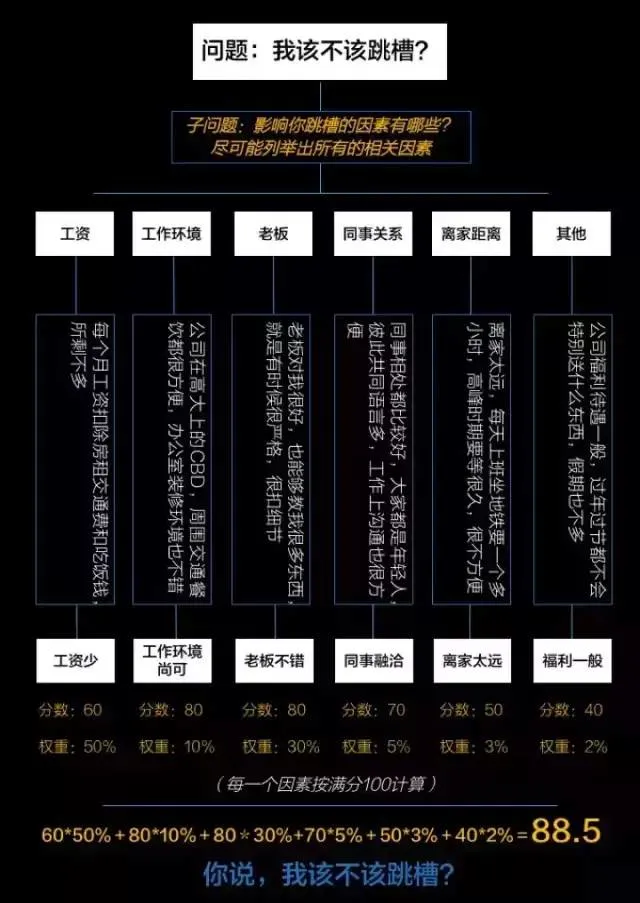 问题：我该不该跳槽？
子问题：影响你跳槽的因素有哪些？
尽可能列举出所有的相关因素
工资
工作环境
老板
同事关系
离家距离
其他
每个月工资扣除房租交通费和吃饭钱，
所剩不多
公司在高大上的CBD，周围交通餐
饮都很方便，办公室装修环境也不错
老板对我很好，也能够教我很多东西，
就是有时候很严格，很扣细节
同事相处都比较好，大家都是年轻人，
彼此共同语言多，工作上沟通也很方
便
离家太远，每天上班坐地铁要一个多
小时，高峰时期要等很久，很不方便
公司福利待遇一般，过年过节都不会
特别送什么东西，假期也不多
工资少
工作环境
尚可
老板不错
同事融洽
离家太远
福利一般
分数：60
分数：80
分数：80
分数：70
分数：50
分数：40
权重：50%
权重：10%
权重：30%
权重：5%
权重：3%
权重：2%
（每一个因素按满分100计算）
60*50%+80*10%+80*30%+70*5%+50*3%+40*2%=88.5
你说，我该不该跳槽？